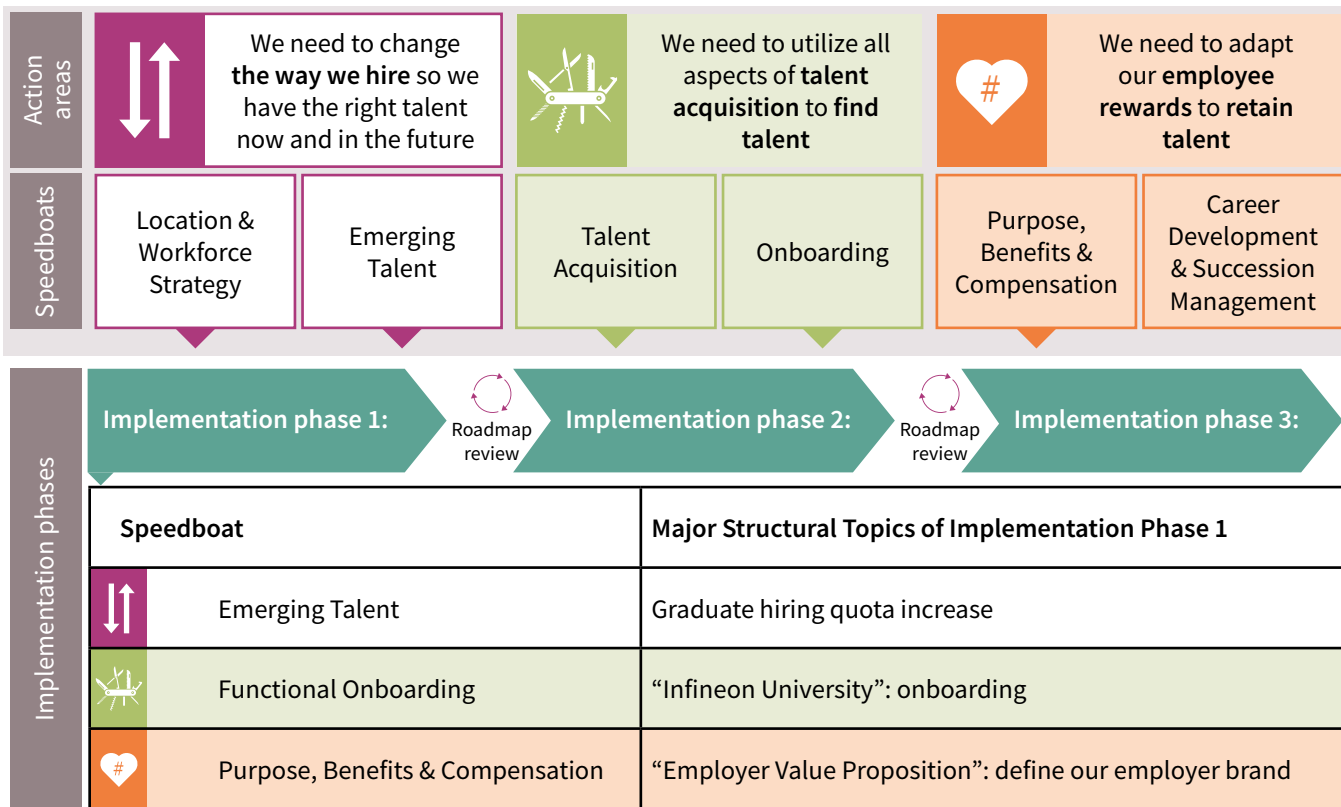 Action
areas
We need to change
the way we hire so we
have the right talent
now and in the future
We need to utilize all
aspects of talent
acquisition to find
talent
#
We need to adapt
our employee
rewards to retain
talent
Speedboats
Location &
Workforce
Strategy
Emerging
Talent
Talent
Acquisition
Onboarding
Purpose,
Benefits &
Compensation
Career
Development
& Succession
Management
Implementation phases
Implementation phase 1:
Roadmap
review
Implementation phase 2:
Roadmap
review
Implementation phase 3:
Speedboat
Major Structural Topics of Implementation Phase 1
Emerging Talent
Graduate hiring quota increase
Functional Onboarding
“Infineon University”: onboarding
#
Purpose, Benefits & Compensation
“Employer Value Proposition”: define our employer brand